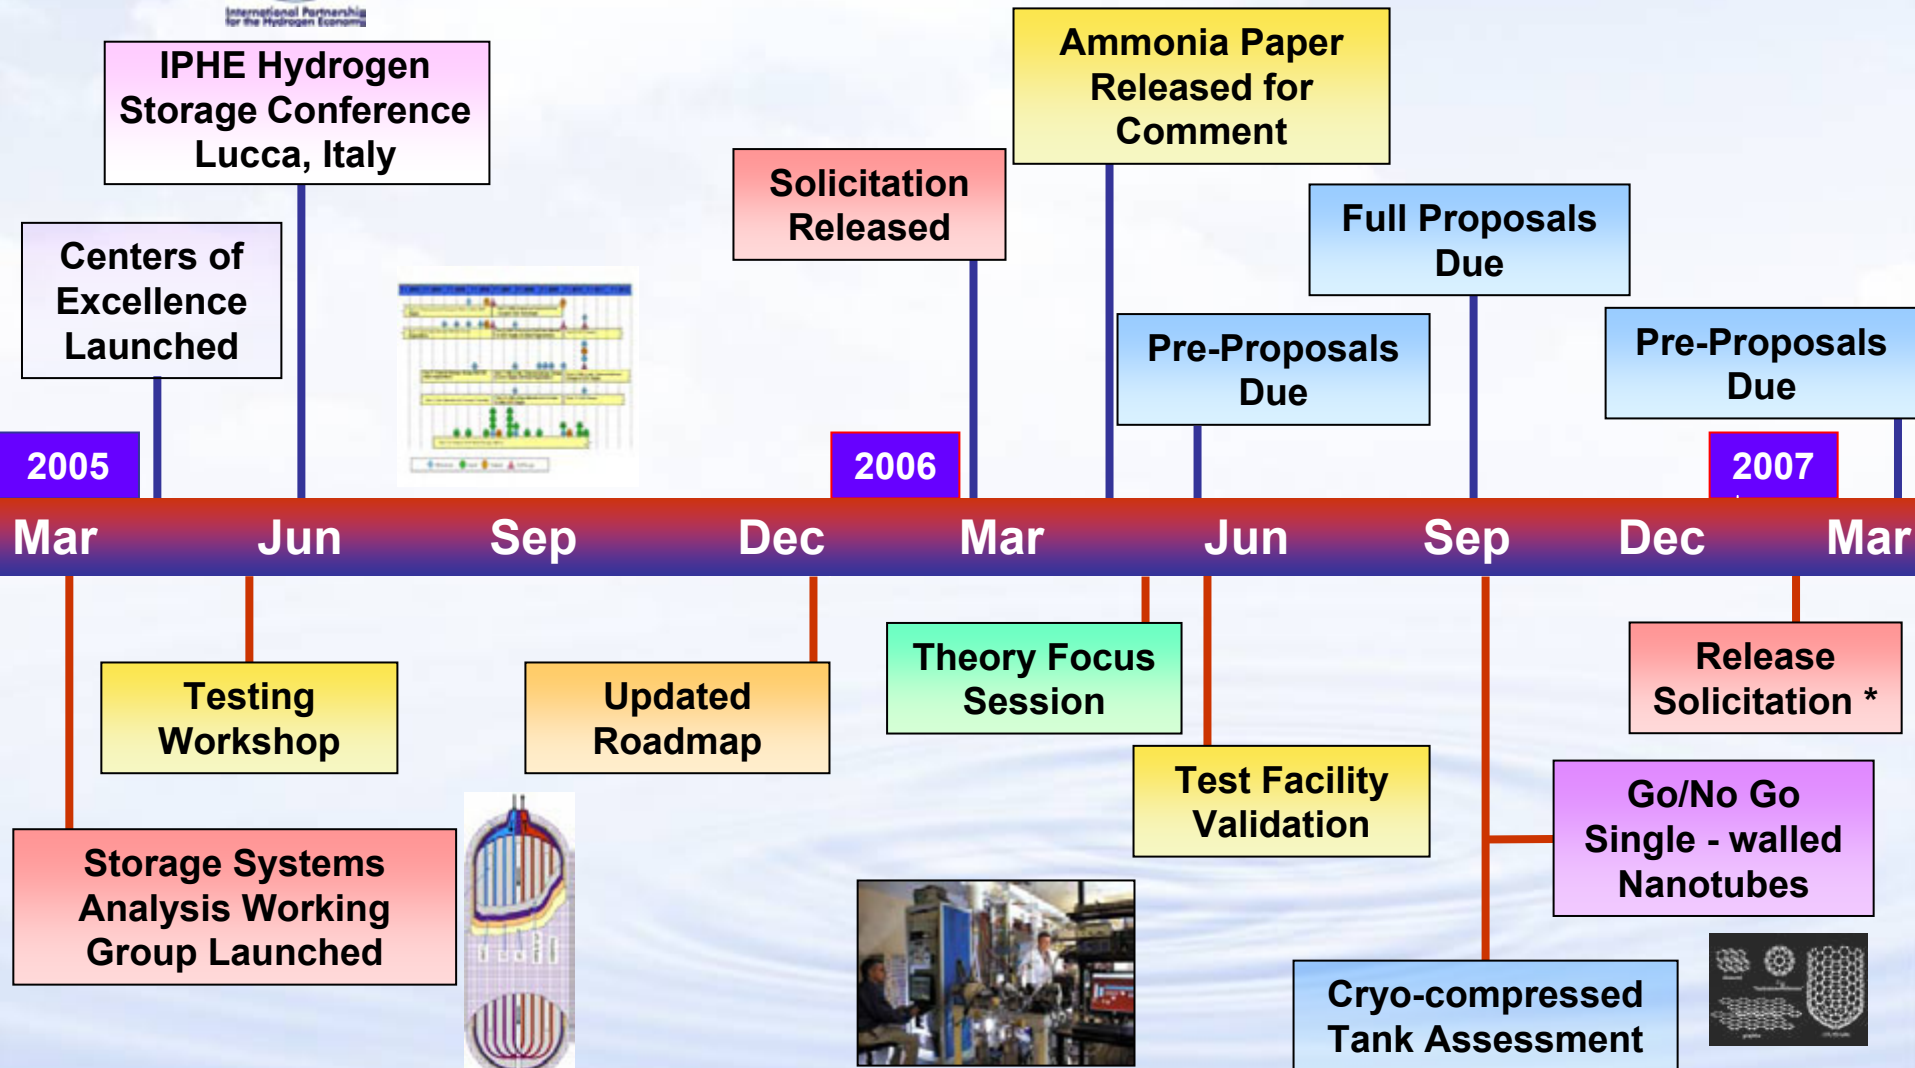 International Partnership
for the Hydrogen Economy
IPHE Hydrogen
Storage Conference
Lucca, Italy
Centers of
Excellence
Launched
Solicitation
Released
Ammonia Paper
Released for
Comment
Pre-Proposals
Due
Full Proposals
Due
Pre-Proposals
Due
2005
2006
2007
Mar Jun Sep Dec Mar Jun Sep Dec Mar
Testing
Workshop
Storage Systems
Analysis Working
Group Launched
Updated
Roadmap
Theory Focus
Session
Test Facility
Validation
Release
Solicitation *
Go/No Go
Single - walled
Nanotubes
Cryo-compressed
Tank Assessment